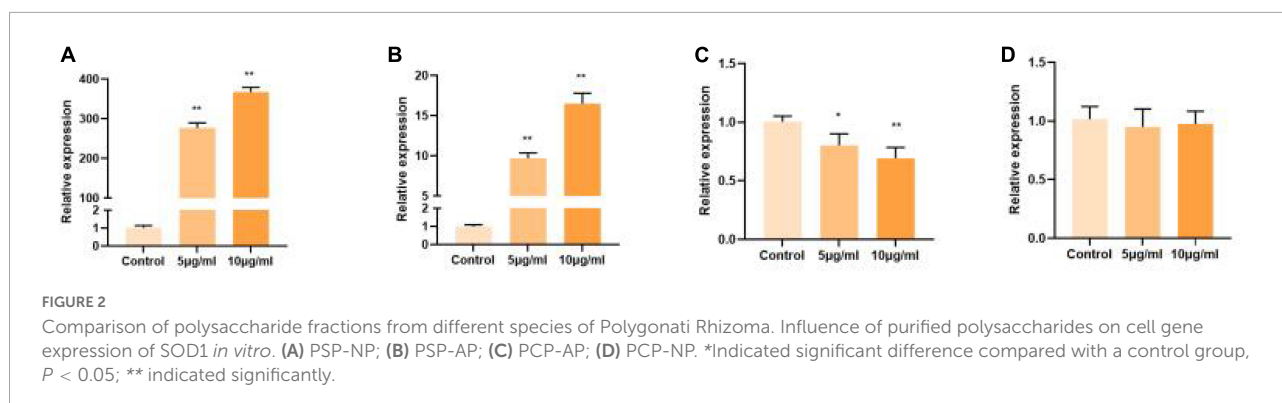 A
B
C
D
Relative expression
400
300
200
100
2
1
0
**
**
Control 5µg/ml 10µg/ml
Relative expression
20
15
10
5
2
1
0
**
**
Control 5µg/ml 10µg/ml
Relative expression
1.5
1.0
0.5
0.0
*
**
Control 5µg/ml 10µg/ml
Relative expression
1.5
1.0
0.5
0.0
Control 5µg/ml 10µg/ml
FIGURE 2
Comparison of polysaccharide fractions from different species of Polygonati Rhizoma. Influence of purified polysaccharides on cell gene
expression of SOD1 in vitro. (A) PSP-NP; (B) PSP-AP; (C) PCP-AP; (D) PCP-NP. *Indicated significant difference compared with a control group,
P < 0.05; ** indicated significantly.